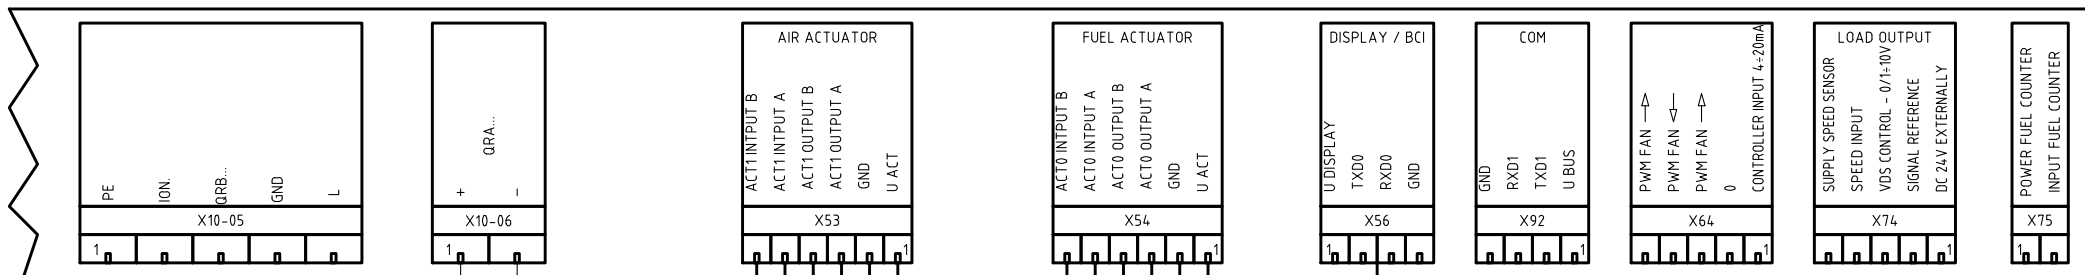 PE
ION.
QRB...
GND
L
X10-05
1
+
QRA...
-
X10-06
1
AIR ACTUATOR
ACT1 INTPUT B
ACT1 INTPUT A
ACT1 OUTPUT B
ACT1 OUTPUT A
GND
U ACT
X53
1
FUEL ACTUATOR
ACT0 INTPUT B
ACT0 INTPUT A
ACT0 OUTPUT B
ACT0 OUTPUT A
GND
U ACT
X54
1
DISPLAY / BCI
U DISPLAY
TXD0
RXD0
GND
X56
1
COM
GND
RXD1
TXD1
U BUS
X92
1
PWM FAN
PWM FAN
PWM FAN
0
CONTROLLER INPUT 4÷20mA
X64
1
LOAD OUTPUT
SUPPLY SPEED SENSOR
SPEED INPUT
VDS CONTROL - 0/1÷10V
SIGNAL REFERENCE
DC 24V EXTERNALLY
X74
1
POWER FUEL COUNTER
INPUT FUEL COUNTER
X75
1